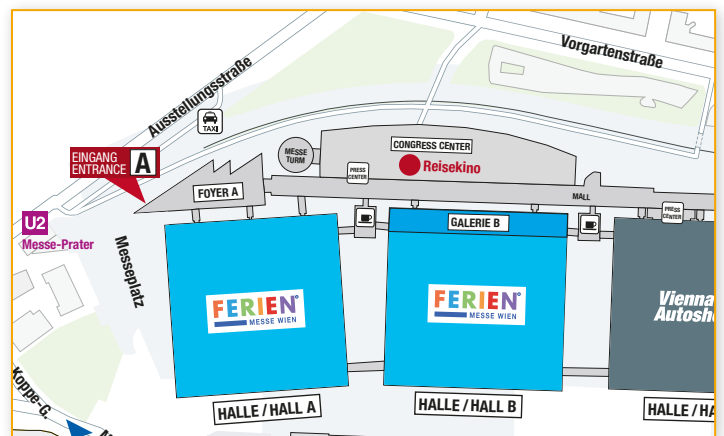 Vorgartenstraße
Ausstellungsstraße
TAXI
EINGANG
ENTRANCE A
MESSE
TURM
CONGRESS CENTER
Reisekino
PRESS
CENTER
FOYER A
MALL
PRESS
CENTER
U2
Messe-Prater
Messeplatz
GALERIE B
FERIEN®
MESSE WIEN
FERIEN®
MESSE WIEN
Vienna
Autosho
HALLE / HALL A
HALLE / HALL B
HALLE / HA
Koppe-G.